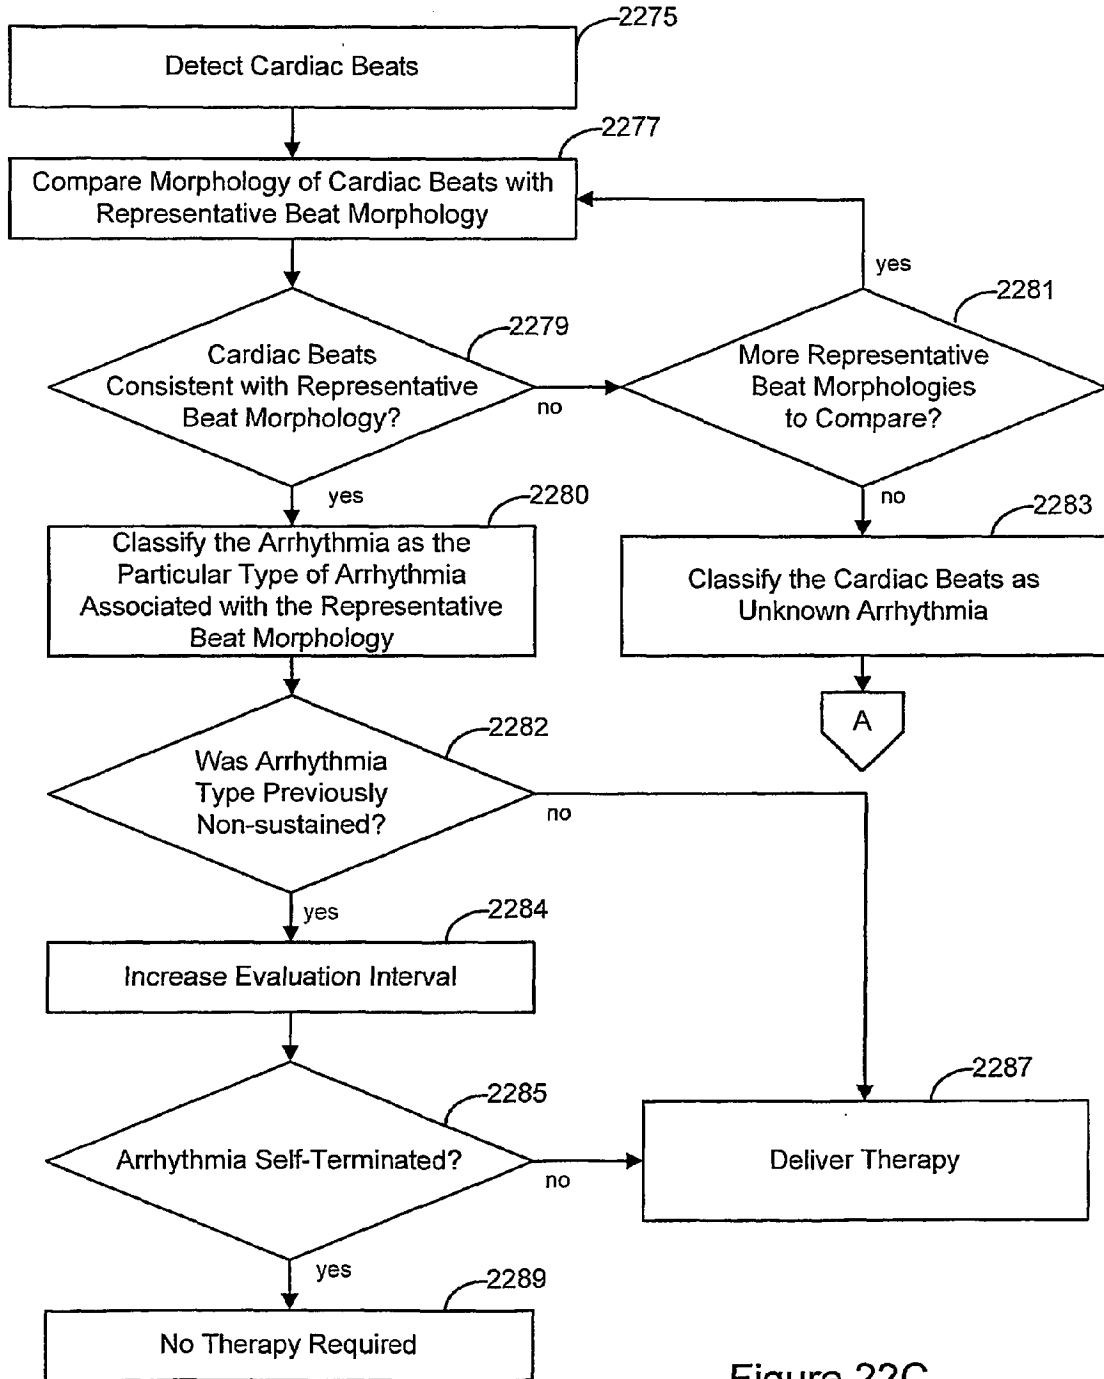 2275
Detect Cardiac Beats
2277
Compare Morphology of Cardiac Beats with
Representative Beat Morphology
yes
2281
2279
Cardiac Beats
Consistent with Representative
Beat Morphology?
no
More Representative
Beat Morphologies
to Compare?
yes
no
2280
2283
Classify the Arrhythmia as the
Particular Type of Arrhythmia
Associated with the Representative
Beat Morphology
Classify the Cardiac Beats as
Unknown Arrhythmia
A
2282
Was Arrhythmia
Type Previously
Non-sustained?
no
yes
2284
Increase Evaluation Interval
2285
2287
Arrhythmia Self-Terminated?
no
Deliver Therapy
yes
2289
No Therapy Required
Figure 22C